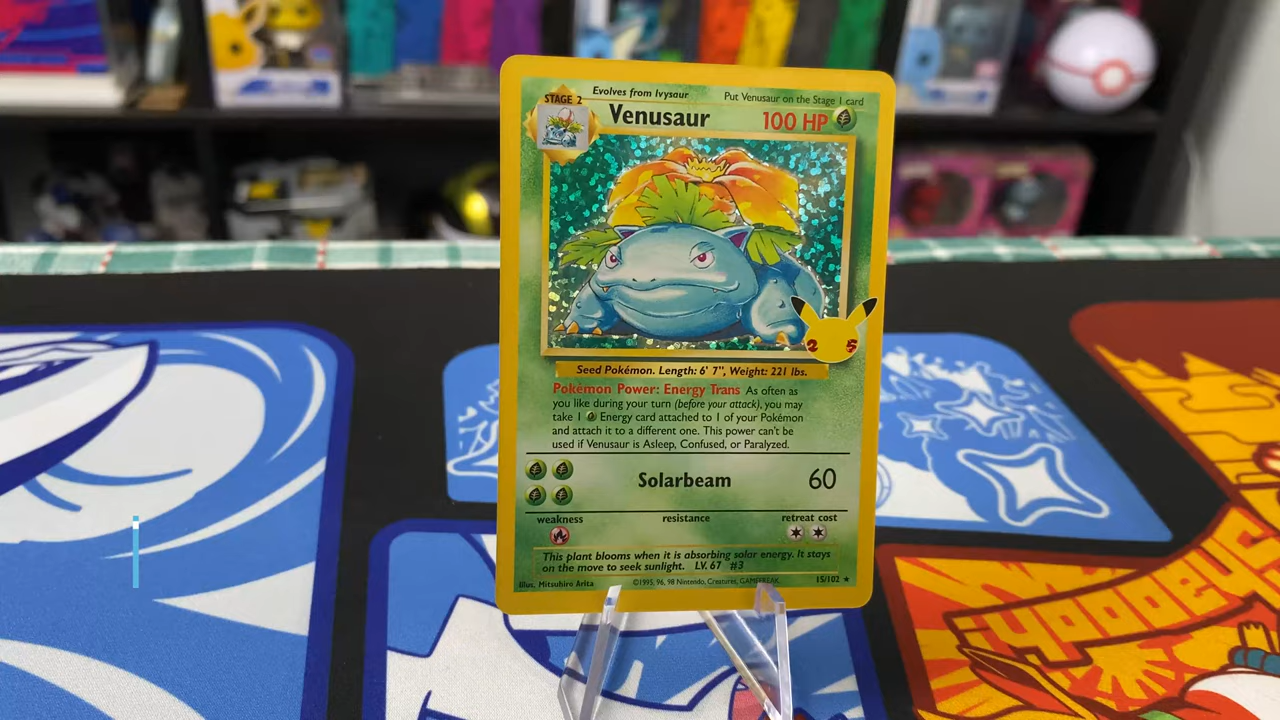 Evolves from Ivysaur
Put Venusaur on the Stage 1 card
STAGE 2
Venusaur
100 HP
25
Seed Pokémon. Length: 6' 7", Weight: 221 lbs.
Pokémon Power: Energy Trans As often as
you like during your turn (before your attack), you may
take 1 Energy card attached to 1 of your Pokémon
and attach it to a different one. This power can't be
used if Venusaur is Asleep, Confused, or Paralyzed.
Solarbeam 60
weakness
resistance
retreat cost
This plant blooms when it is absorbing solar energy. It stays
on the move to seek sunlight. LV. 67 #3
Illus. Mitsuhiro Arita
©1995, 96, 98 Nintendo, Creatures, GAMEFREAK.
15/102 ★